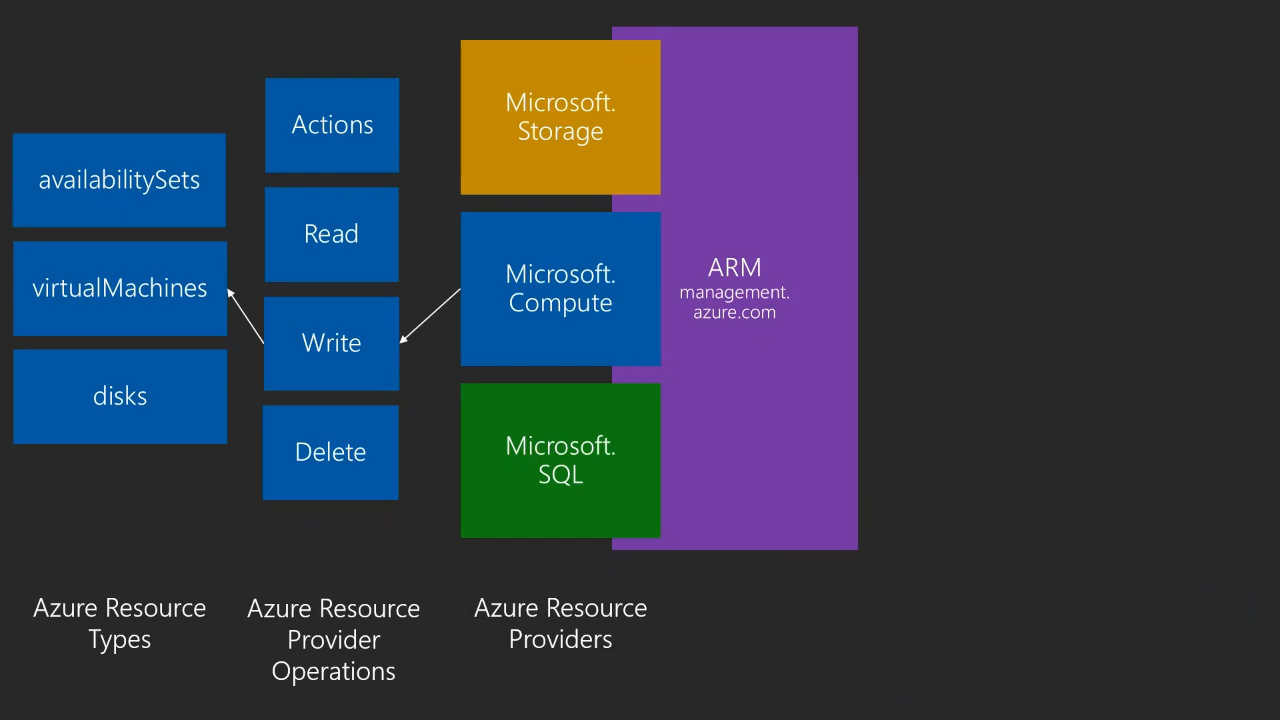 availabilitySets
virtualMachines
disks
Azure Resource
Types
Actions
Read
Write
Delete
Azure Resource
Provider
Operations
Microsoft.
Storage
Microsoft.
Compute
Microsoft.
SQL
Azure Resource
Providers
ARM
management.
azure.com